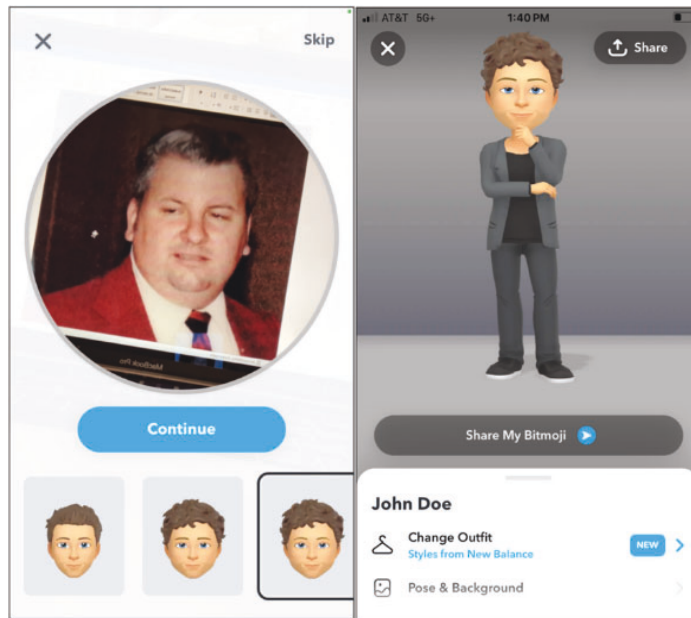 Skip
MacBook Pro
Continue
AT&T 5G+
1:40 PM
Share
Share My Bitmoji
John Doe
Change Outfit
Styles from New Balance
NEW
Pose & Background